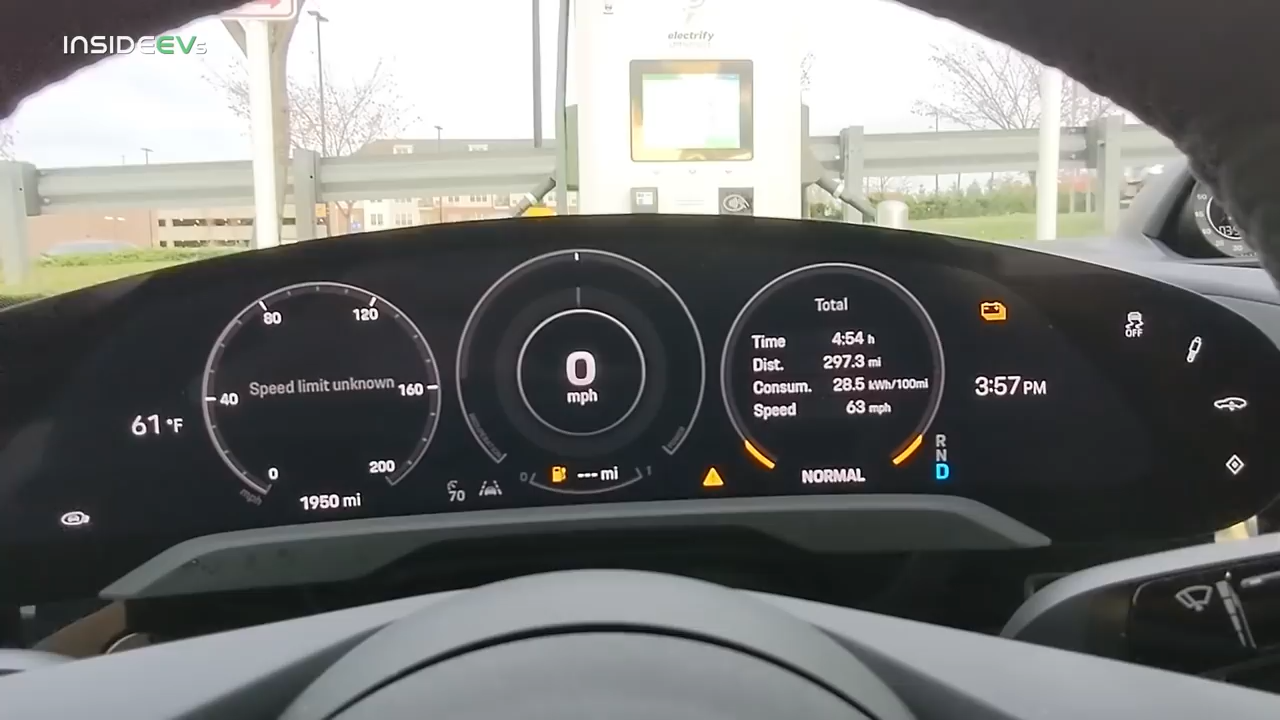 INSIDEEVs
electrify
80
120
40
Speed limit unknown
160
0
200
mph
61 °F
1950 mi
0
mph
70
0
--- mi
1
Total
Time 4:54 h
Dist. 297.3 mi
Consum. 28.5 kWh/100mi
Speed 63 mph
NORMAL
R
N
D
3:57 PM
OFF